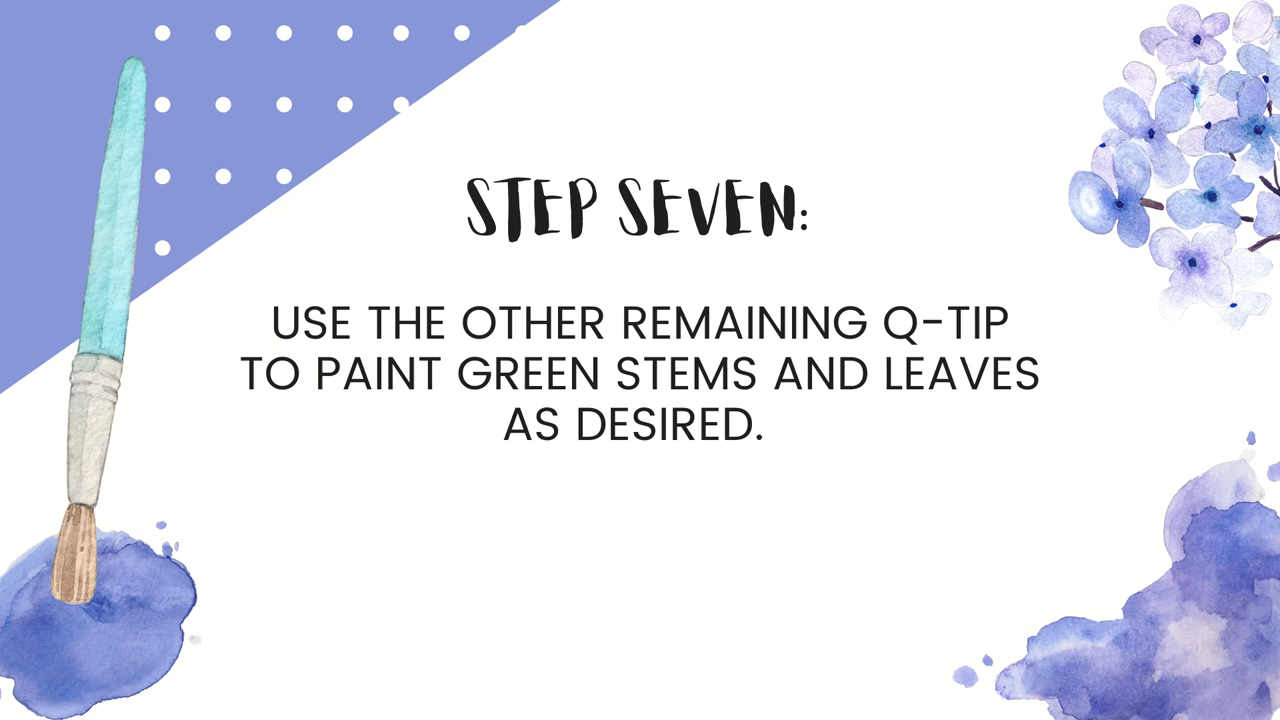 STEP SEVEN:
USE THE OTHER REMAINING Q-TIP
TO PAINT GREEN STEMS AND LEAVES
AS DESIRED.